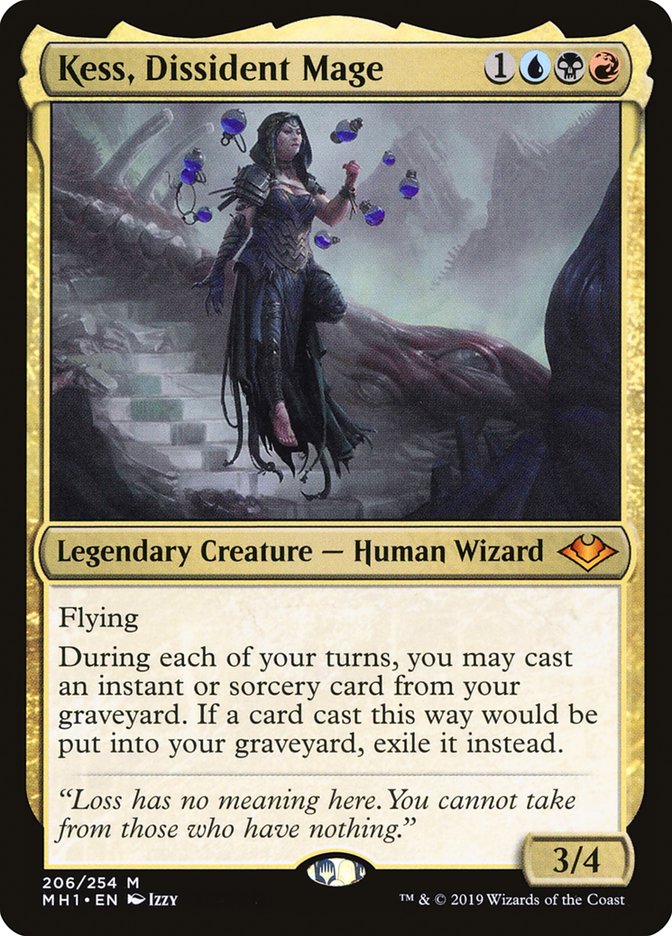 Kess, Dissident Mage 1
Legendary Creature — Human Wizard
Flying
During each of your turns, you may cast
an instant or sorcery card from your
graveyard. If a card cast this way would be
put into your graveyard, exile it instead.
“Loss has no meaning here. You cannot take
from those who have nothing.”
3/4
206/254 M
MH1 • EN Izzy
™ & © 2019 Wizards of the Coast